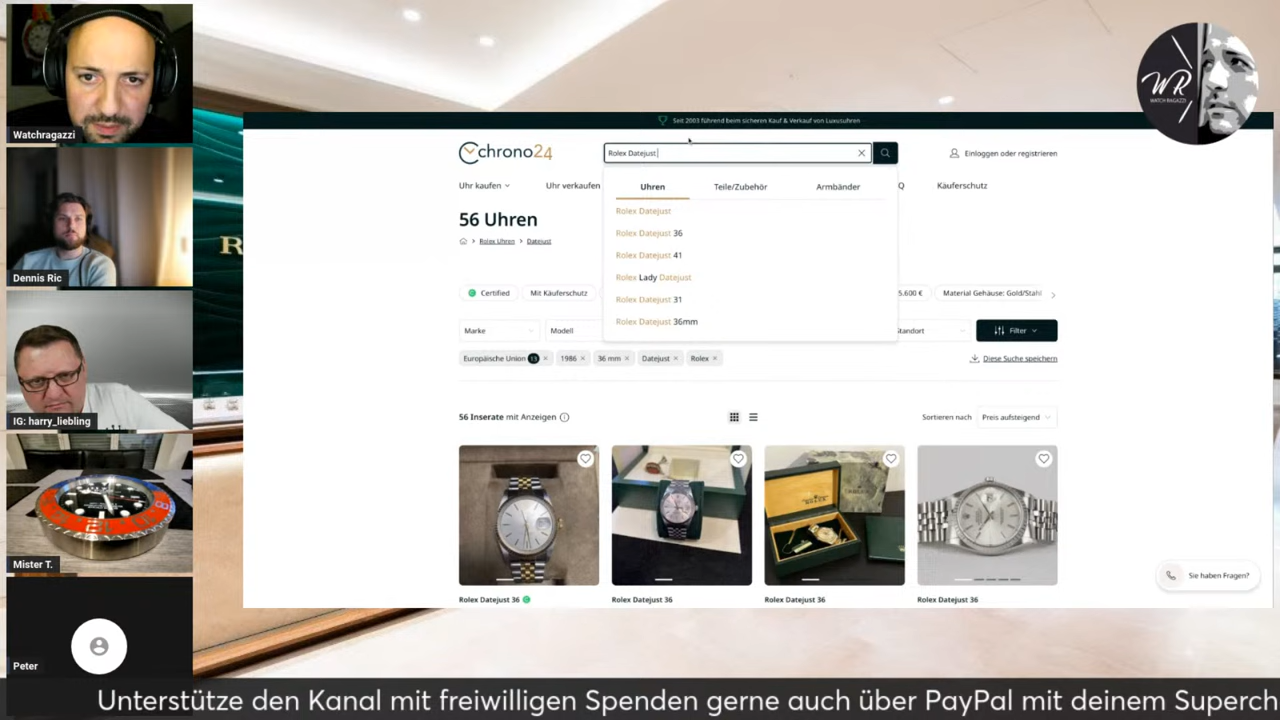 Watchragazzi
Dennis Ric
IG: harry_liebling
Mister T.
Peter
WR
WATCH RAGAZZI
Seit 2003 führend beim sicheren Kauf & Verkauf von Luxusuhren
Chrono24
Rolex Datejust
Einloggen oder registrieren
Uhr kaufen
Uhr verkaufen
Q
Käuferschutz
Uhren
Teile/Zubehör
Armbänder
Rolex Datejust
Rolex Datejust 36
Rolex Datejust 41
Rolex Lady Datejust
Rolex Datejust 31
Rolex Datejust 36mm
56 Uhren
Rolex Uhren > Datejust
Certified
Mit Käuferschutz
5.600 €
Material Gehäuse: Gold/Stahl
Marke
Modell
Standort
Filter
Europäische Union 13 ×
1986 ×
36 mm ×
Datejust ×
Rolex ×
Diese Suche speichern
56 Inserate mit Anzeigen
Sortieren nach
Preis aufsteigend
Rolex Datejust 36
Rolex Datejust 36
Rolex Datejust 36
Rolex Datejust 36
Sie haben Fragen?
Unterstütze den Kanal mit freiwilligen Spenden gerne auch über PayPal mit deinem Superch